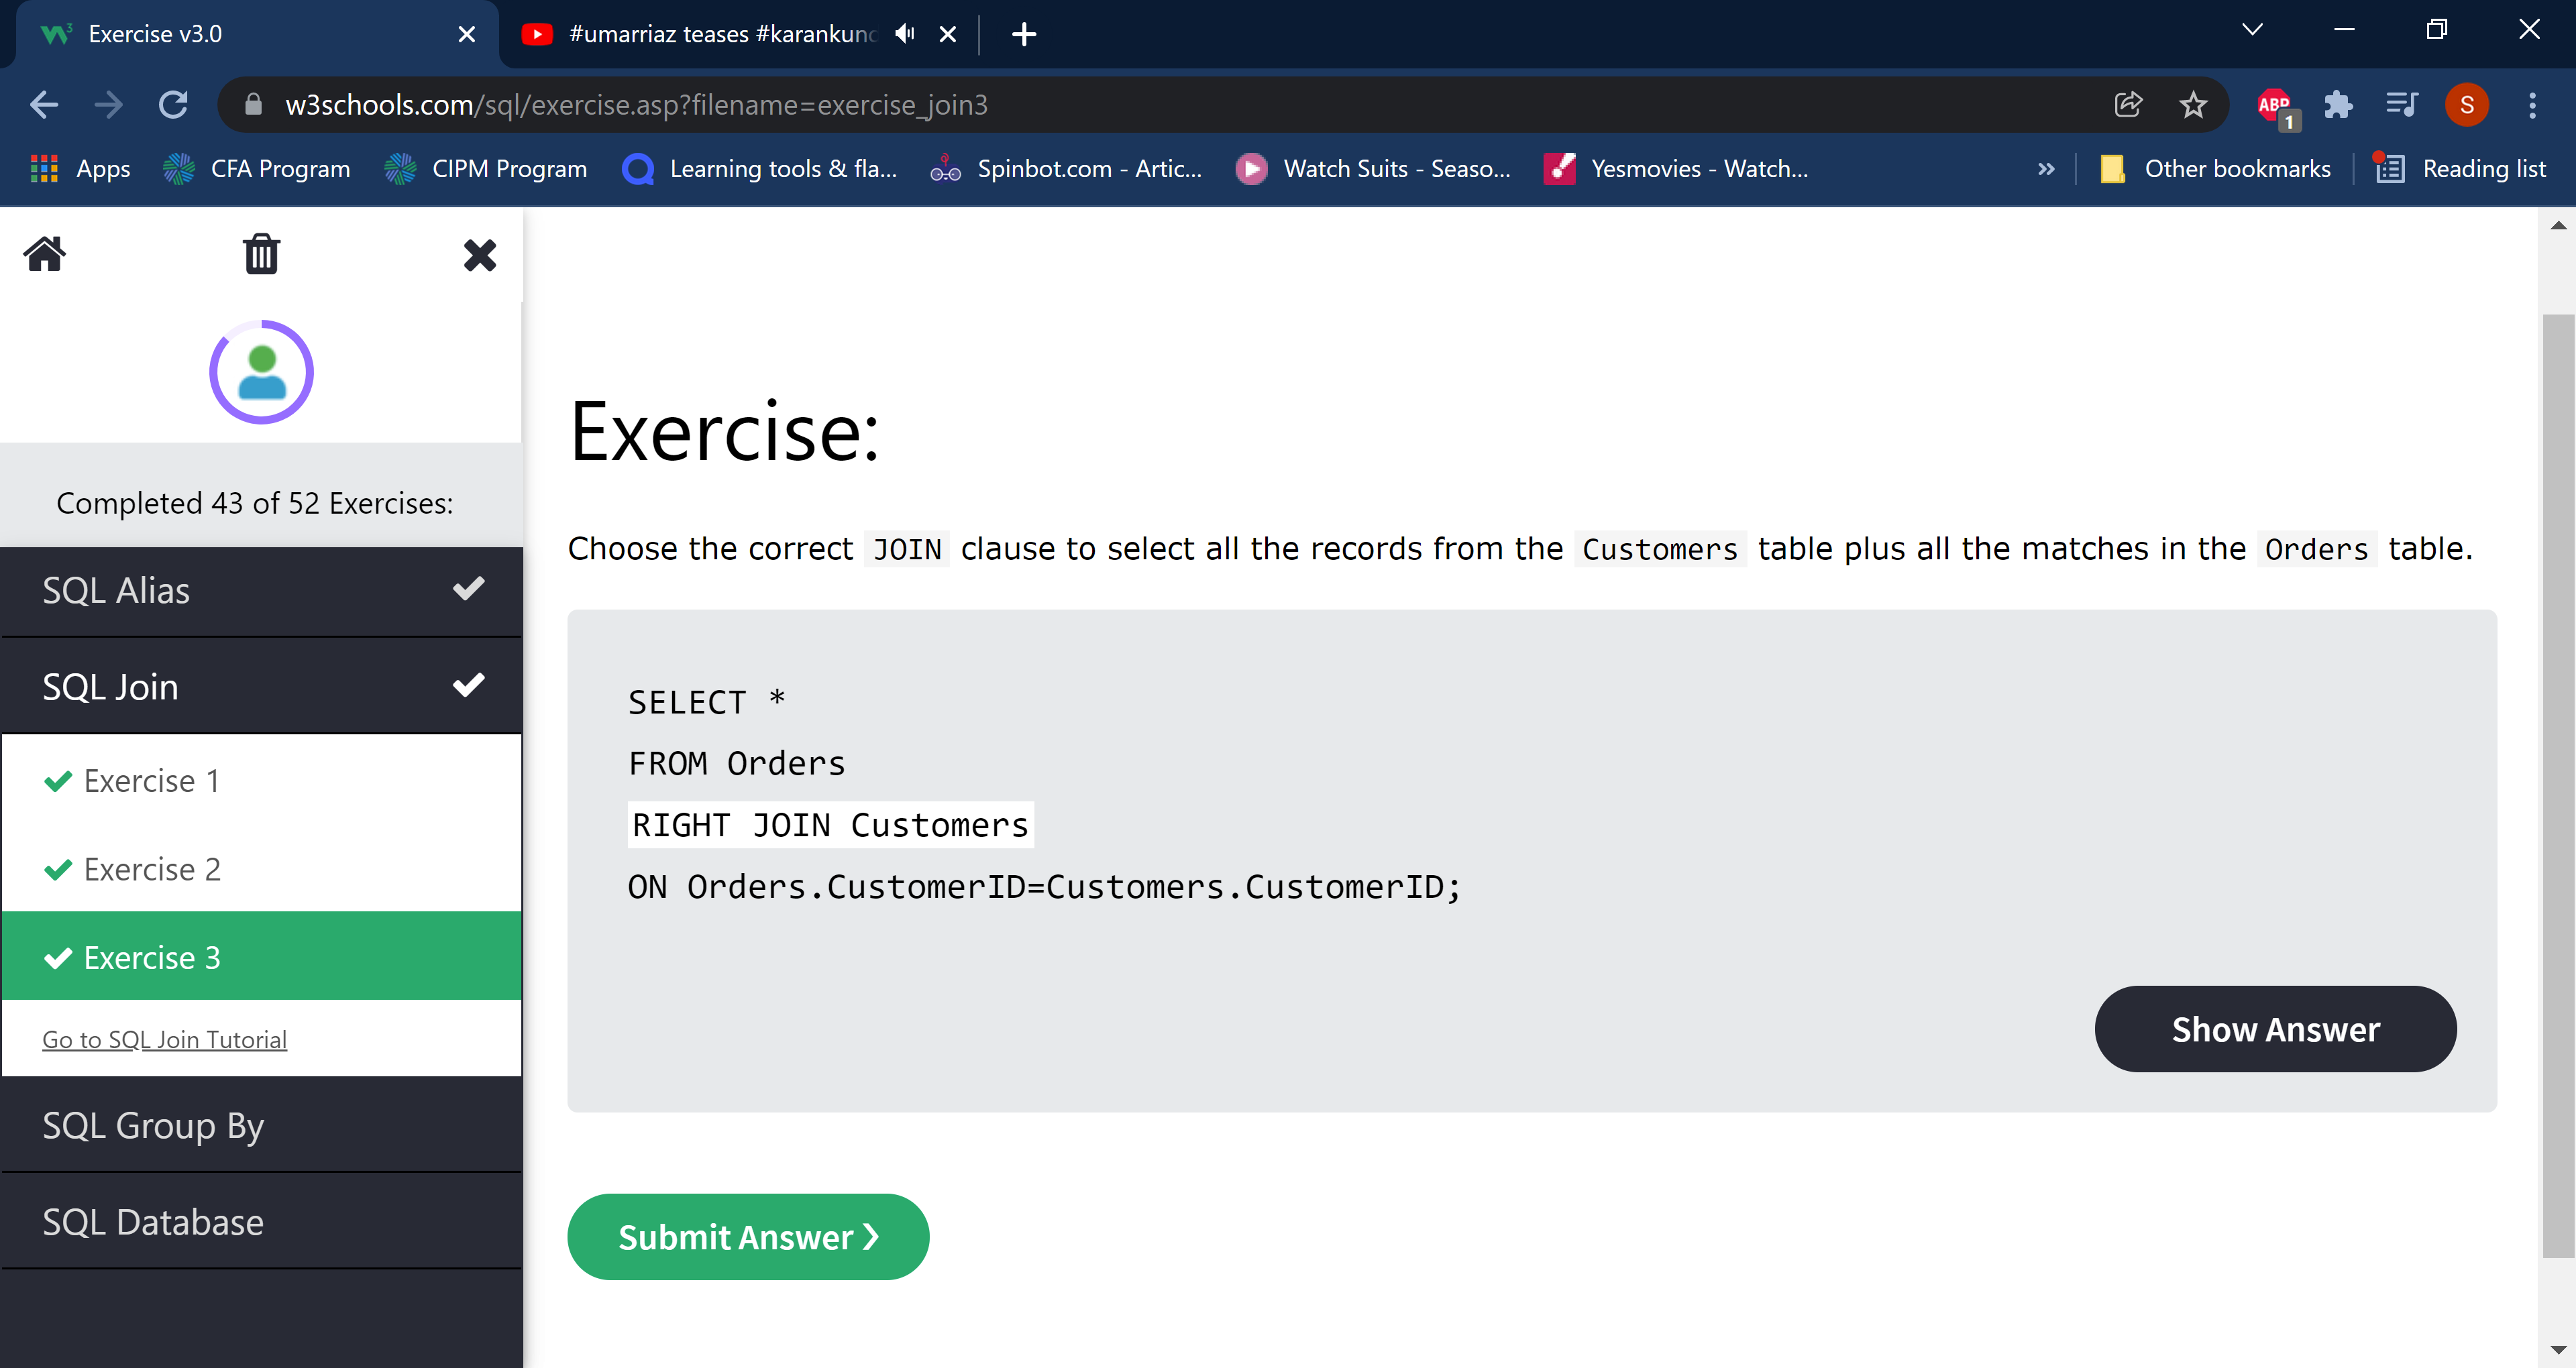 Exercise v3.0
#umarriaz teases #karankund
w3schools.com/sql/exercise.asp?filename=exercise_join3
ABP
1
S
Apps
CFA Program
CIPM Program
Learning tools & fla...
Spinbot.com - Artic...
Watch Suits - Seaso...
Yesmovies - Watch...
»
Other bookmarks
Reading list
Completed 43 of 52 Exercises:
SQL Alias
SQL Join
Exercise 1
Exercise 2
Exercise 3
Go to SQL Join Tutorial
SQL Group By
SQL Database
Exercise:
Choose the correct JOIN clause to select all the records from the Customers table plus all the matches in the Orders table.
SELECT *
FROM Orders
RIGHT JOIN Customers
ON Orders.CustomerID=Customers.CustomerID;
Show Answer
Submit Answer ❯